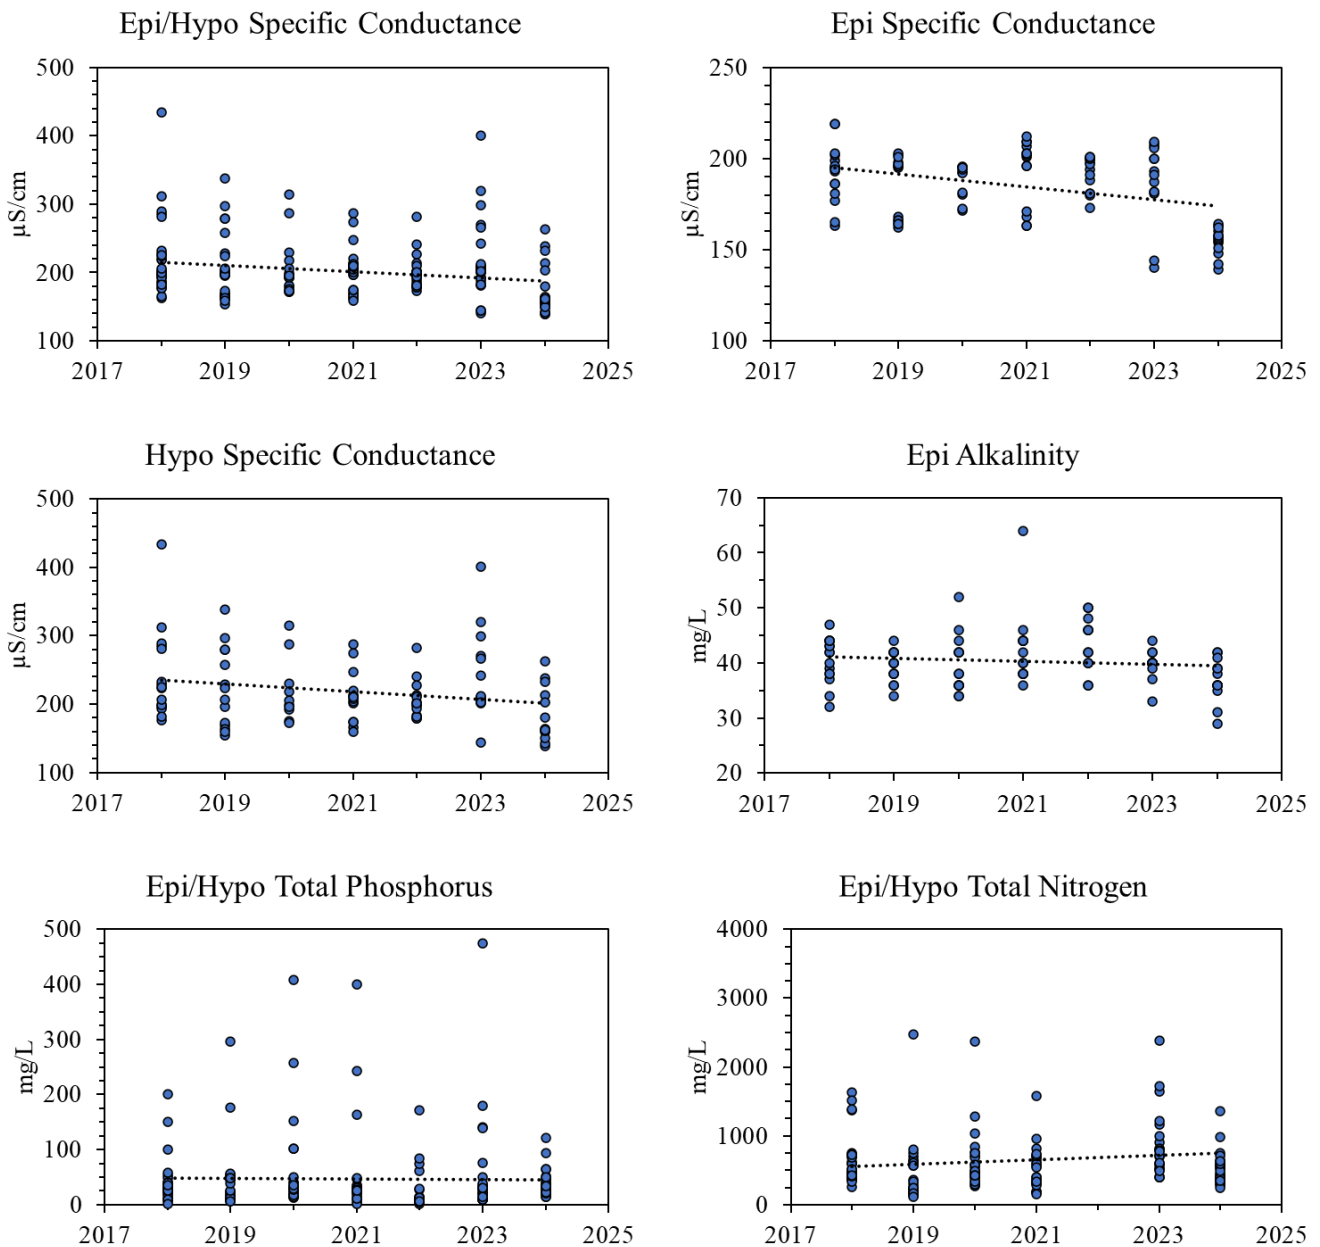 Epi/Hypo Specific Conductance
500
400
300
200
100
µS/cm
2017 2019 2021 2023 2025
Epi Specific Conductance
250
200
150
100
µS/cm
2017 2019 2021 2023 2025
Hypo Specific Conductance
500
400
300
200
100
µS/cm
2017 2019 2021 2023 2025
Epi Alkalinity
70
60
50
40
30
20
mg/L
2017 2019 2021 2023 2025
Epi/Hypo Total Phosphorus
500
400
300
200
100
0
mg/L
2017 2019 2021 2023 2025
Epi/Hypo Total Nitrogen
4000
3000
2000
1000
0
mg/L
2017 2019 2021 2023 2025